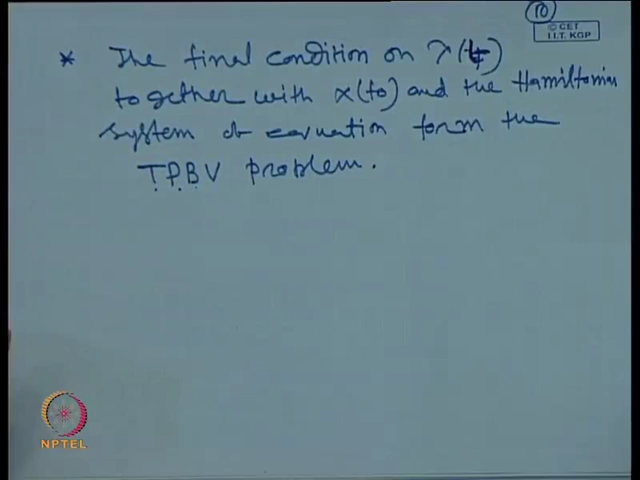 10
© CET
I.I.T. KGP
* The final condition on λ(tf)
together with x(t0) and the Hamiltonian
system of equation form the
T.P.B.V problem.
NPTEL